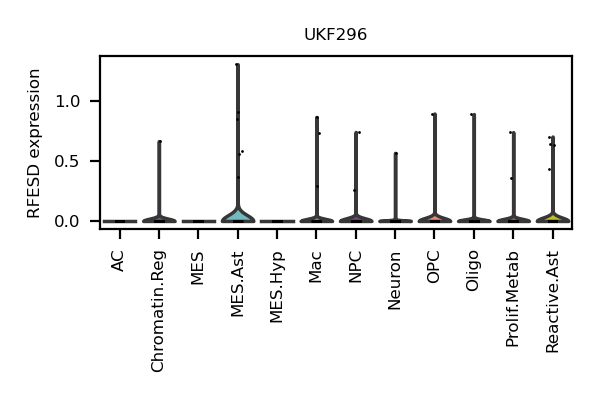 UKF296
RFESD expression
1.0
0.5
0.0
AC
Chromatin.Reg
MES
MES.Ast
MES.Hyp
Mac
NPC
Neuron
OPC
Oligo
Prolif.Metab
Reactive.Ast